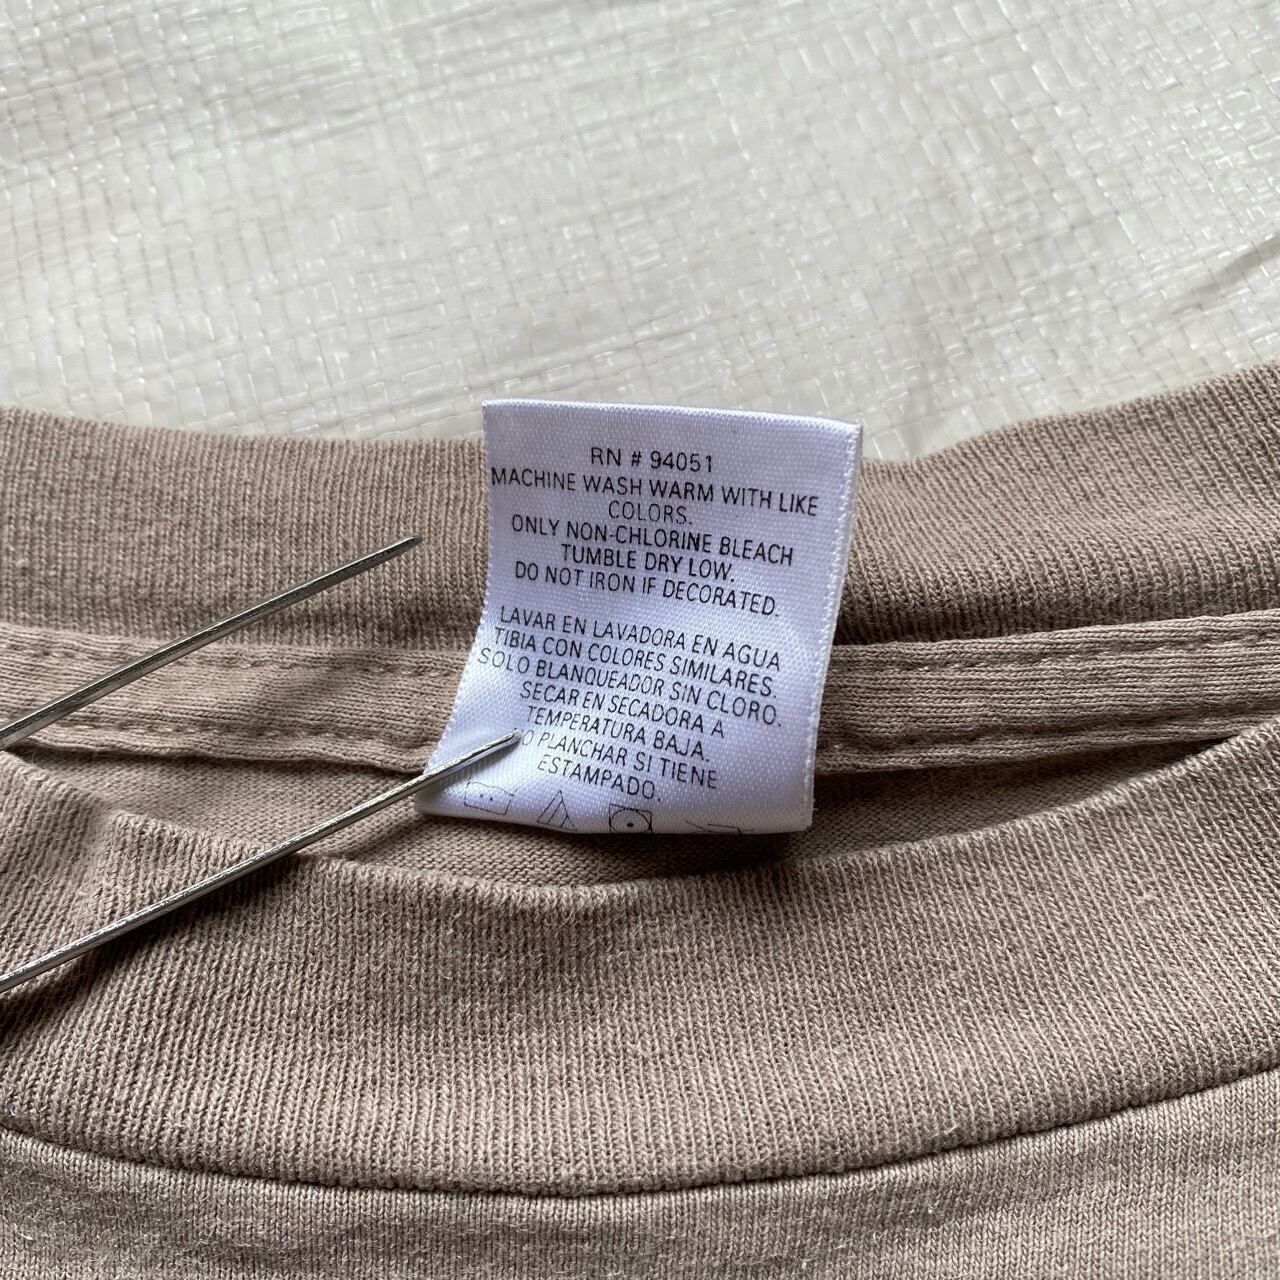 RN # 94051
MACHINE WASH WARM WITH LIKE
COLORS.
ONLY NON-CHLORINE BLEACH
TUMBLE DRY LOW.
DO NOT IRON IF DECORATED.
LAVAR EN LAVADORA EN AGUA
TIBIA CON COLORES SIMILARES.
SOLO BLANQUEADOR SIN CLORO.
SECAR EN SECADORA A
TEMPERATURA BAJA.
O PLANCHAR SI TIENE
ESTAMPADO.